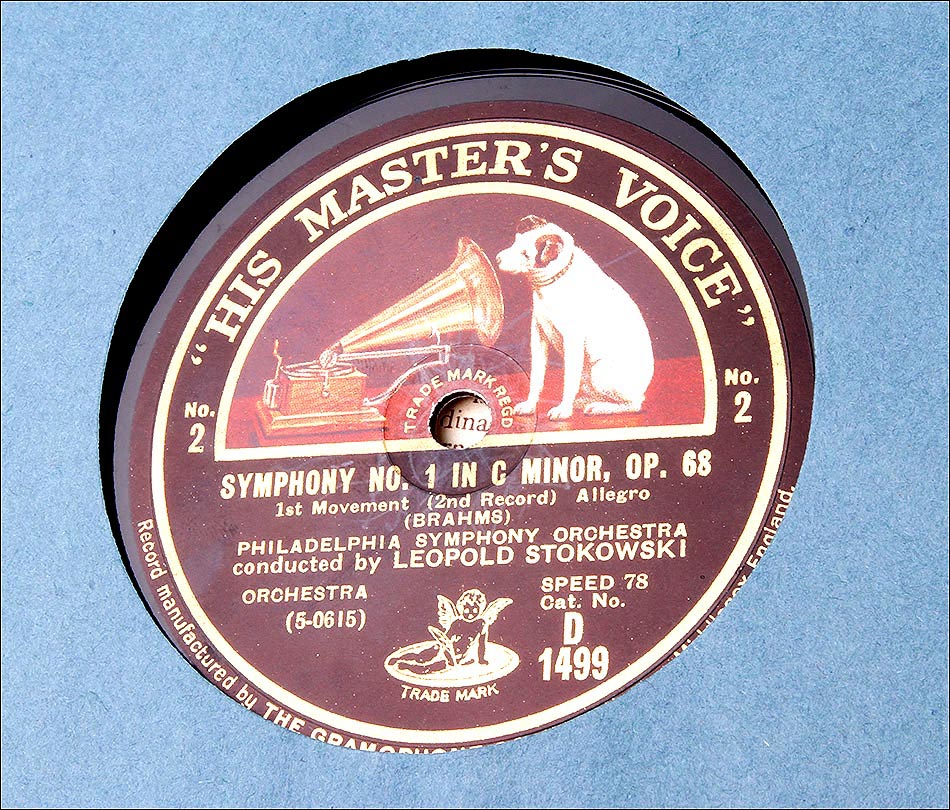 "HIS MASTER'S VOICE"
No.
2
No.
2
TRADE MARK REGD
dina
SYMPHONY NO. 1 IN C MINOR, OP. 68
1st Movement (2nd Record) Allegro
(BRAHMS)
PHILADELPHIA SYMPHONY ORCHESTRA
conducted by LEOPOLD STOKOWSKI
ORCHESTRA
(5-0615)
SPEED 78
Cat. No.
D
1499
TRADE MARK
Record manufactured by THE GRAMOPHONE
England.